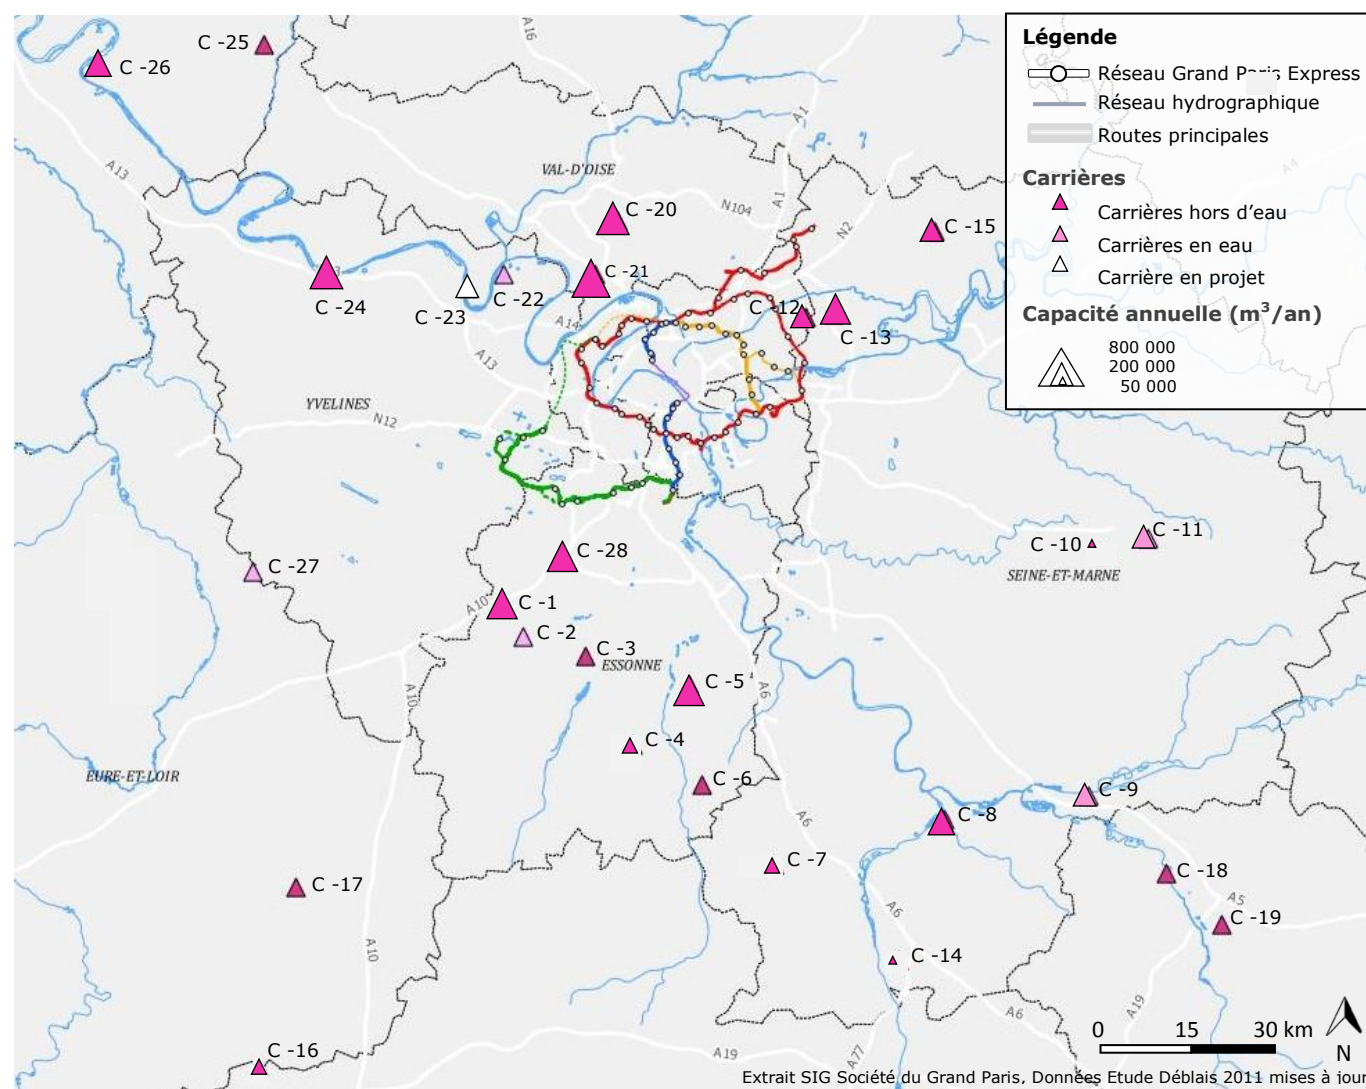 Légende
Réseau Grand Paris Express
Réseau hydrographique
Routes principales
Carrières
Carrières hors d’eau
Carrières en eau
Carrière en projet
Capacité annuelle (m³/an)
800 000
200 000
50 000
A4
C -25
C -26
A16
A1
A13
VAL-D'OISE
C -20
N104
A1
N2
C -15
C -24
C -23
C -22
C -21
A14
C -12
C -13
A13
YVELINES
N12
C -28
C -10
C -11
SEINE-ET-MARNE
C -27
A10
C -1
C -2
C -3
ESSONNE
C -5
A6
A10
C -4
C -6
EURE-ET-LOIR
C -9
C -8
A6
C -7
C -18
C -17
A5
C -19
A6
A10
C -14
A19
A6
C -16
A19
A77
0 15 30 km
N
Extrait SIG Société du Grand Paris, Données Etude Déblais 2011 mises à jour